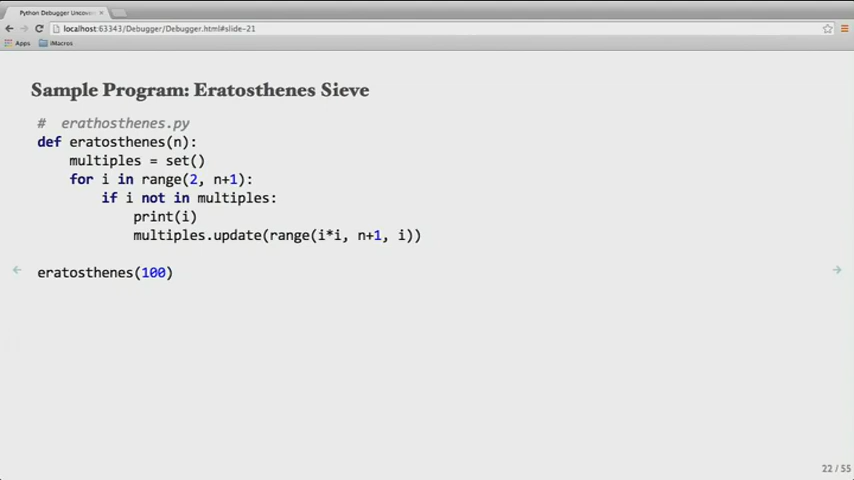 Python Debugger Uncove
localhost:63343/Debugger/Debugger.html#slide-21
Apps iMacros
Sample Program: Eratosthenes Sieve
# erathosthenes.py
def eratosthenes(n):
multiples = set()
for i in range(2, n+1):
if i not in multiples:
print(i)
multiples.update(range(i*i, n+1, i))
eratosthenes(100)
22 / 55